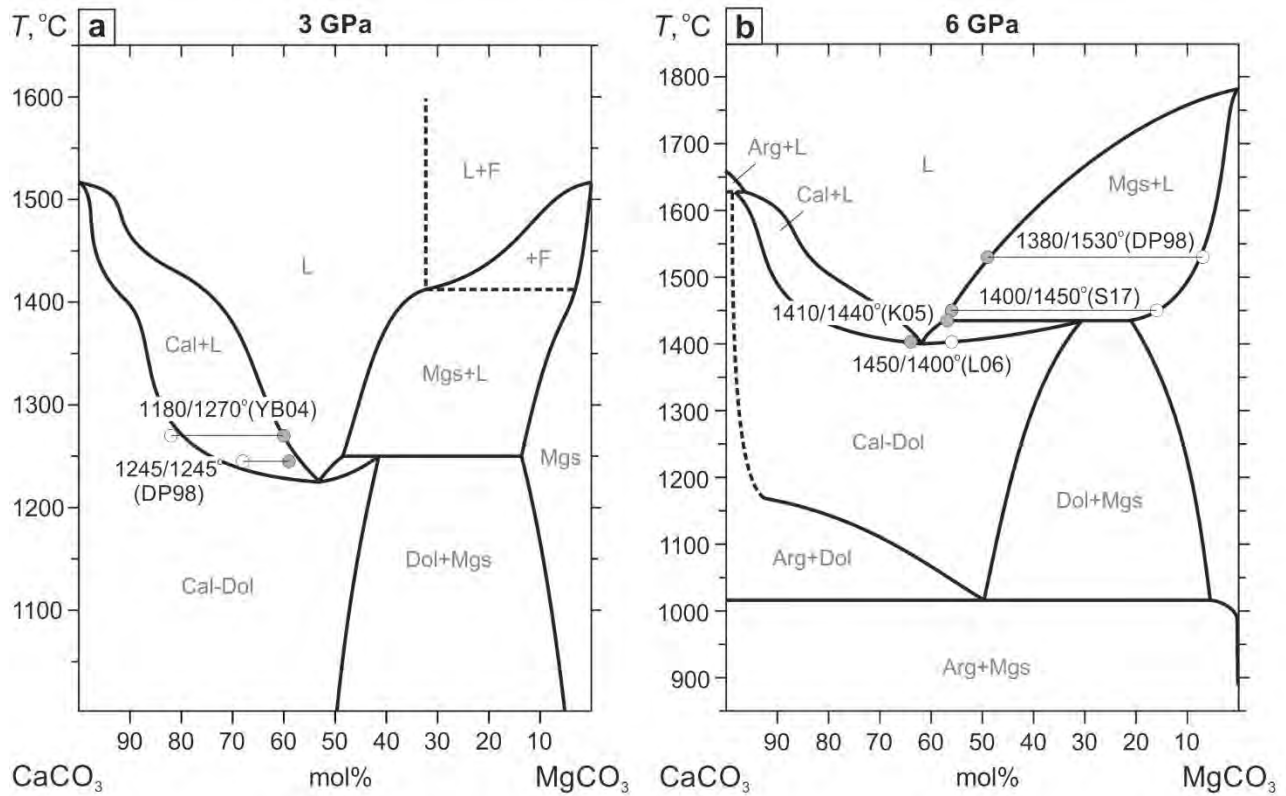 T, °C a 3 GPa
1600
1500
1400
1300
1200
1100
L+F
+F
L
Cal+L
Mgs+L
1180/1270°(YB04)
Mgs
1245/1245°
(DP98)
Dol+Mgs
Cal-Dol
90 80 70 60 50 40 30 20 10
CaCO3 mol% MgCO3
T, °C b 6 GPa
1800
1700
1600
1500
1400
1300
1200
1100
1000
900
Arg+L
L
Cal+L
Mgs+L
1380/1530°(DP98)
1400/1450°(S17)
1410/1440°(K05)
1450/1400°(L06)
Cal-Dol
Dol+Mgs
Arg+Dol
Arg+Mgs
90 80 70 60 50 40 30 20 10
CaCO3 mol% MgCO3